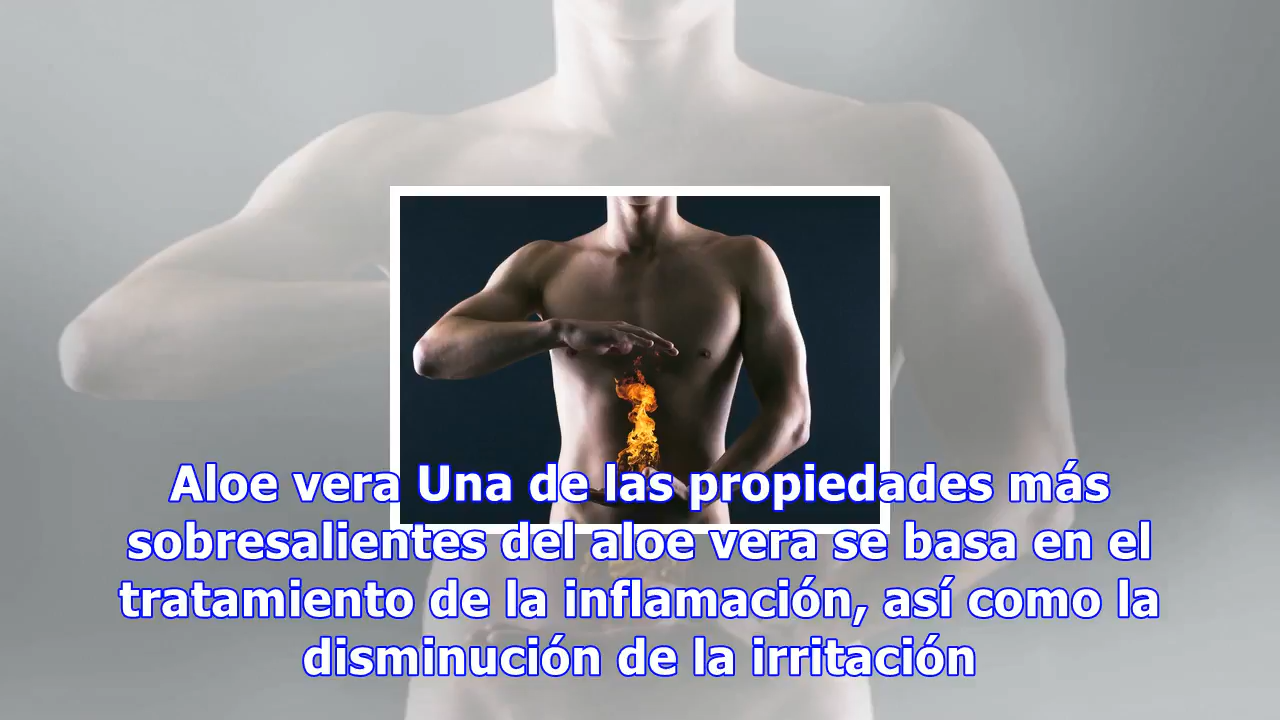 Aloe vera Una de las propiedades más
sobresalientes del aloe vera se basa en el
tratamiento de la inflamación, así como la
disminución de la irritación